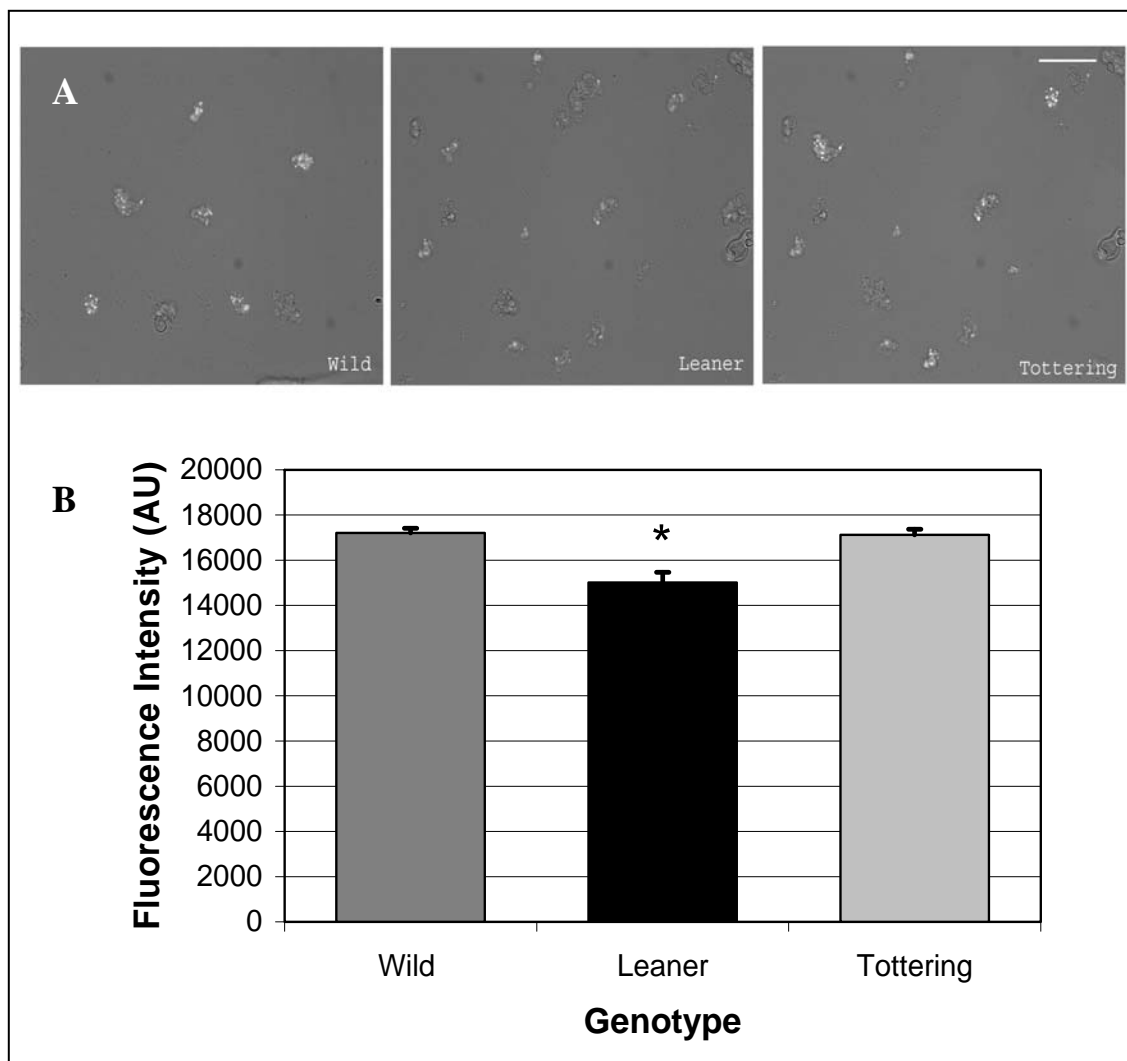 A
Wild
Leaner
Tottering
B
Fluorescence Intensity (AU)
20000
18000
16000
14000
12000
10000
8000
6000
4000
2000
0
*
Wild Leaner Tottering
Genotype